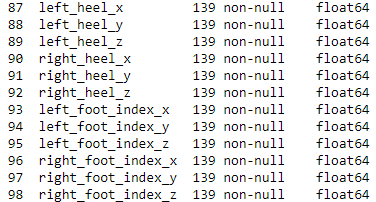 87 left_heel_x 139 non-null float64
88 left_heel_y 139 non-null float64
89 left_heel_z 139 non-null float64
90 right_heel_x 139 non-null float64
91 right_heel_y 139 non-null float64
92 right_heel_z 139 non-null float64
93 left_foot_index_x 139 non-null float64
94 left_foot_index_y 139 non-null float64
95 left_foot_index_z 139 non-null float64
96 right_foot_index_x 139 non-null float64
97 right_foot_index_y 139 non-null float64
98 right_foot_index_z 139 non-null float64